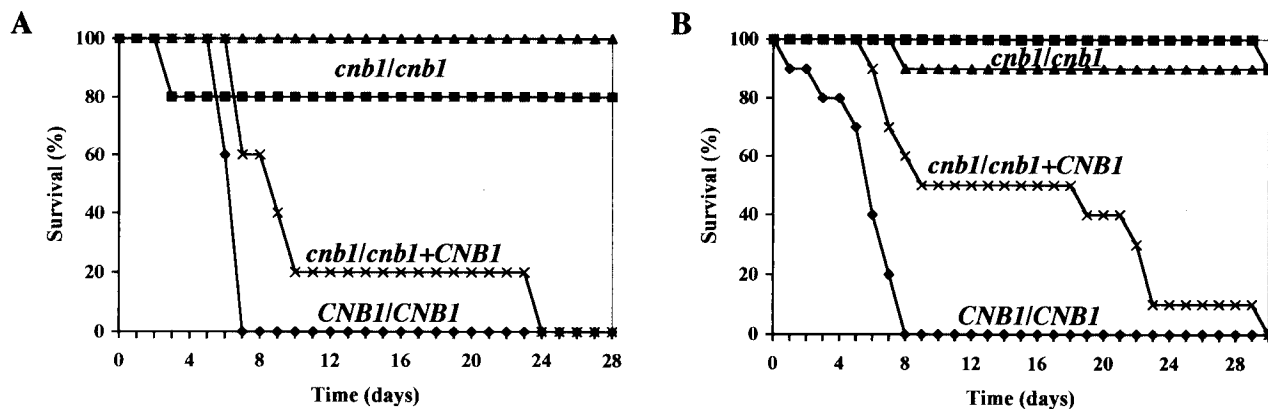 A
100
80
60
40
20
0
Survival (%)
cnb1/cnb1
cnb1/cnb1+CNB1
CNB1/CNB1
0 4 8 12 16 20 24 28
Time (days)
B
100
80
60
40
20
0
Survival (%)
cnb1/cnb1
cnb1/cnb1+CNB1
CNB1/CNB1
0 4 8 12 16 20 24 28
Time (days)